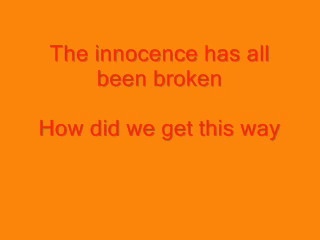 The innocence has all
been broken
How did we get this way